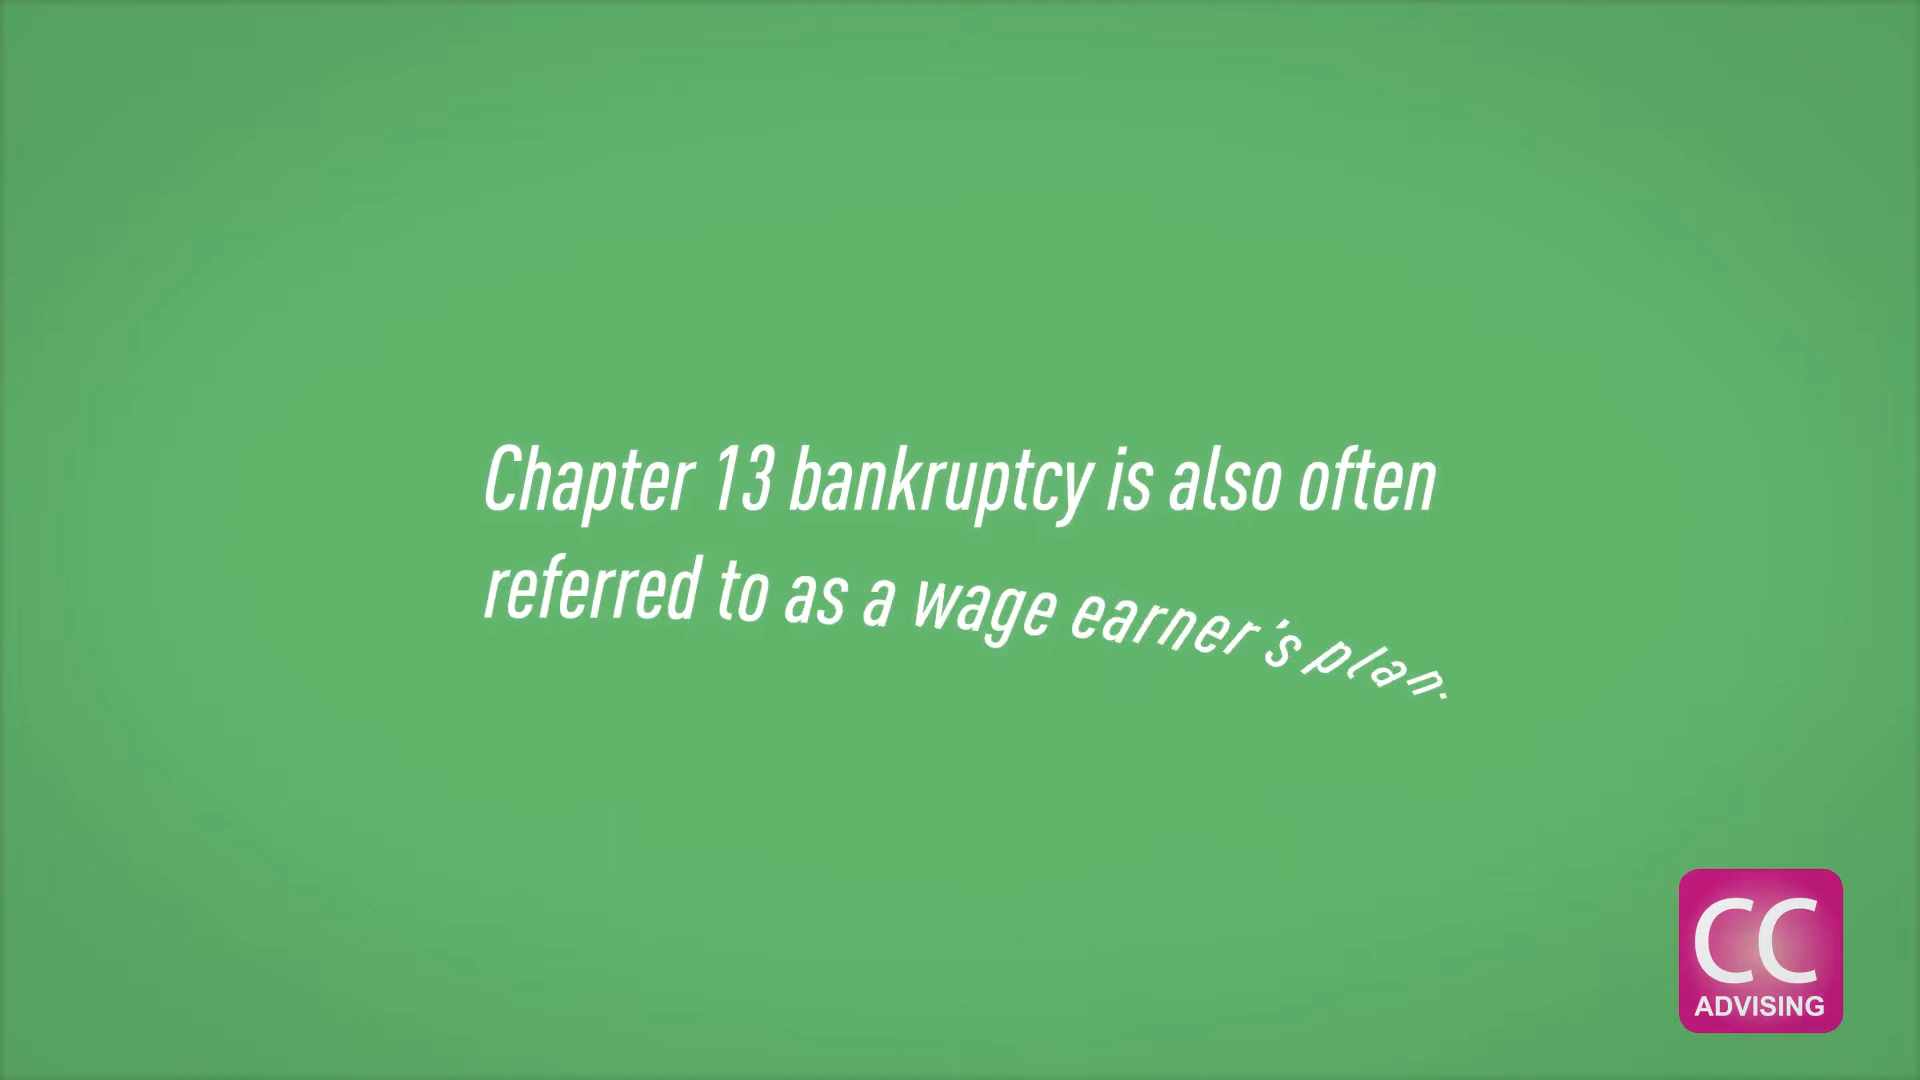 Chapter 13 bankruptcy is also often
referred to as a wage earner's plan.
CC
ADVISING